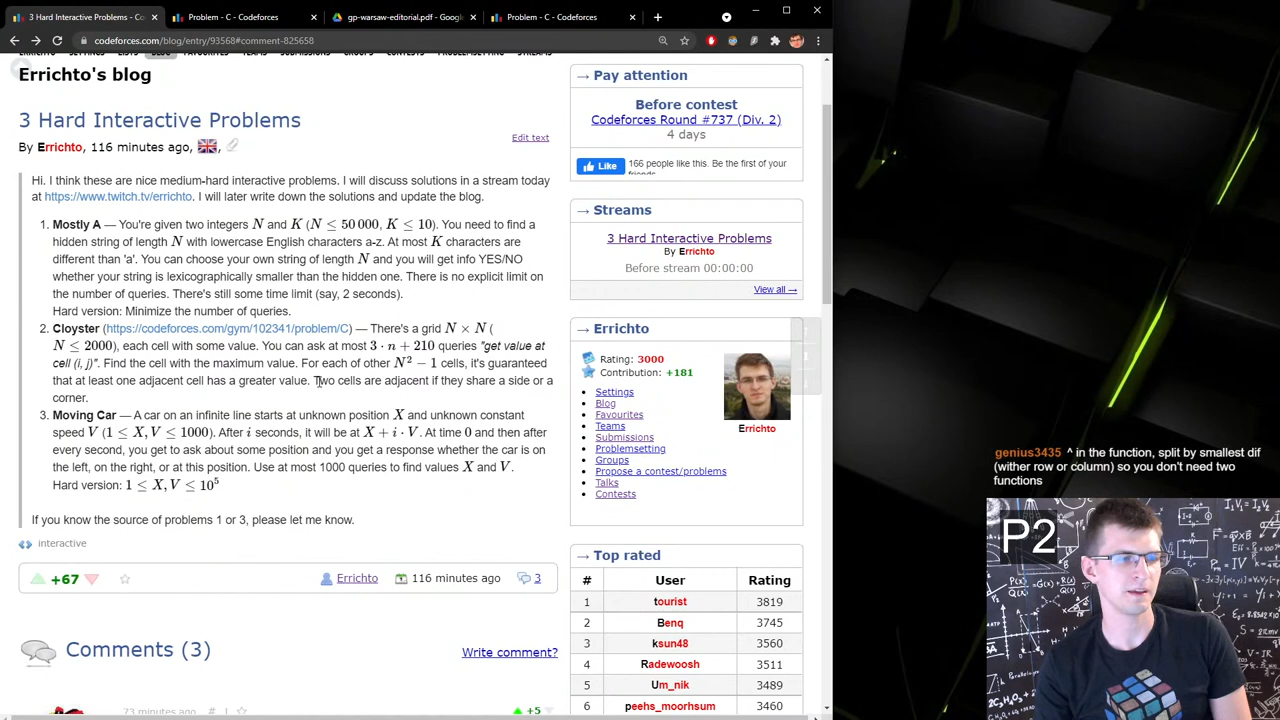 3 Hard Interactive Problems - Co
Problem - C - Codeforces
gp-warsaw-editorial.pdf - Google
Problem - C - Codeforces
codeforces.com/blog/entry/93568#comment-825658
Errichto's blog
3 Hard Interactive Problems
Edit text
By Errichto, 116 minutes ago,
Hi. I think these are nice medium-hard interactive problems. I will discuss solutions in a stream today
at https://www.twitch.tv/errichto. I will later write down the solutions and update the blog.
1. Mostly A — You're given two integers N and K (N ≤ 50 000, K ≤ 10). You need to find a
hidden string of length N with lowercase English characters a-z. At most K characters are
different than 'a'. You can choose your own string of length N and you will get info YES/NO
whether your string is lexicographically smaller than the hidden one. There is no explicit limit on
the number of queries. There's still some time limit (say, 2 seconds).
Hard version: Minimize the number of queries.
2. Cloyster (https://codeforces.com/gym/102341/problem/C) — There's a grid N × N (
N ≤ 2000), each cell with some value. You can ask at most 3 · n + 210 queries "get value at
cell (i, j)". Find the cell with the maximum value. For each of other N² − 1 cells, it's guaranteed
that at least one adjacent cell has a greater value. Two cells are adjacent if they share a side or a
corner.
3. Moving Car — A car on an infinite line starts at unknown position X and unknown constant
speed V (1 ≤ X, V ≤ 1000). After i seconds, it will be at X + i · V. At time 0 and then after
every second, you get to ask about some position and you get a response whether the car is on
the left, on the right, or at this position. Use at most 1000 queries to find values X and V.
Hard version: 1 ≤ X, V ≤ 10⁵
If you know the source of problems 1 or 3, please let me know.
interactive
+67
Errichto
116 minutes ago
3
Comments (3)
Write comment?
73 minutes ago
#
+5
→ Pay attention
Before contest
Codeforces Round #737 (Div. 2)
4 days
Like
166 people like this. Be the first of your
friends.
→ Streams
3 Hard Interactive Problems
By Errichto
Before stream 00:00:00
View all →
→ Errichto
Rating: 3000
Contribution: +181
Settings
Blog
Favourites
Teams
Submissions
Problemsetting
Groups
Propose a contest/problems
Talks
Contests
Errichto
→ Top rated
# User Rating
1 tourist 3819
2 Benq 3745
3 ksun48 3560
4 Radewoosh 3511
5 Um_nik 3489
6 peehs_moorhsum 3460
genius3435 ^ in the function, split by smallest dif
(wither row or column) so you don't need two
functions
P2